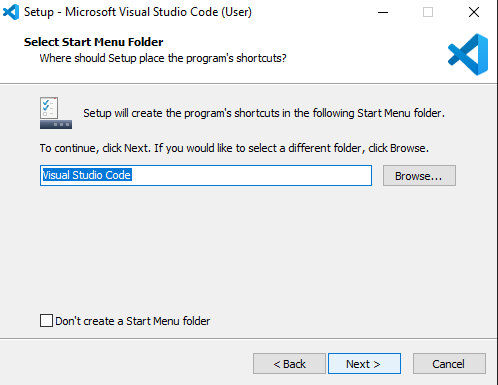 Setup - Microsoft Visual Studio Code (User)
Select Start Menu Folder
Where should Setup place the program's shortcuts?
Setup will create the program's shortcuts in the following Start Menu folder.
To continue, click Next. If you would like to select a different folder, click Browse.
Visual Studio Code
Browse...
Don't create a Start Menu folder
< Back
Next >
Cancel